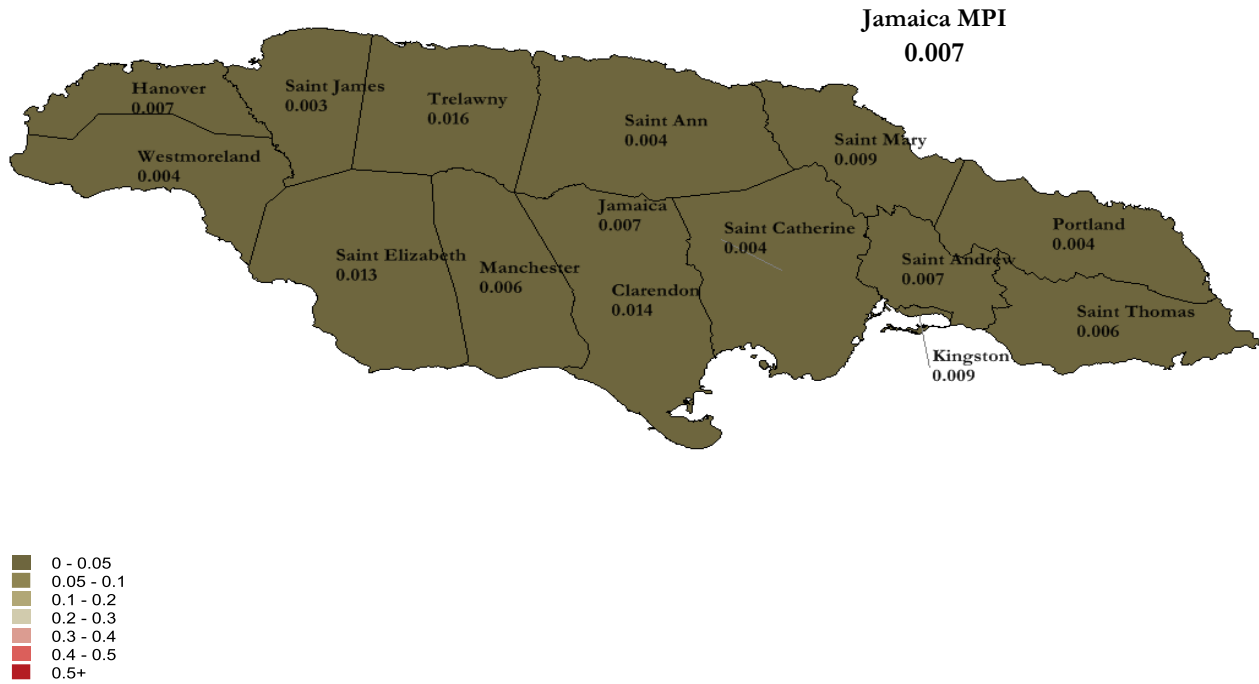 Jamaica MPI
0.007
Hanover
0.007
Saint James
0.003
Trelawny
0.016
Saint Ann
0.004
Saint Mary
0.009
Westmoreland
0.004
Jamaica
0.007
Saint Catherine
0.004
Portland
0.004
Saint Elizabeth
0.013
Manchester
0.006
Saint Andrew
0.007
Clarendon
0.014
Saint Thomas
0.006
Kingston
0.009
0 - 0.05
0.05 - 0.1
0.1 - 0.2
0.2 - 0.3
0.3 - 0.4
0.4 - 0.5
0.5+